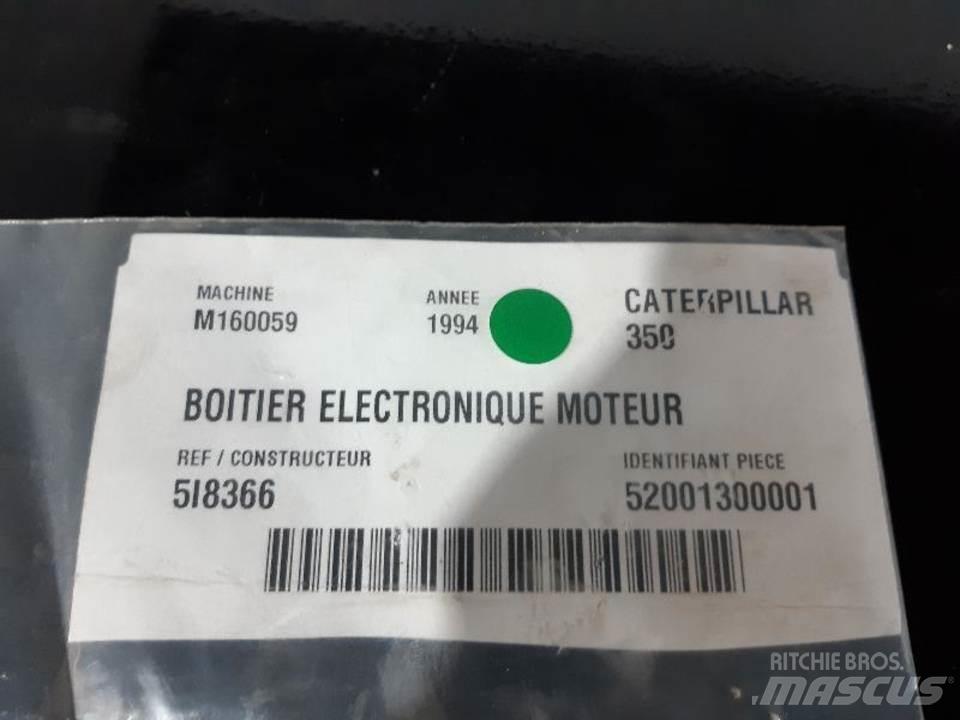 MACHINE
M160059
ANNEE
1994
CATERPILLAR
350
BOITIER ELECTRONIQUE MOTEUR
REF / CONSTRUCTEUR
5I8366
IDENTIFIANT PIECE
52001300001
RITCHIE BROS.
MASCUS